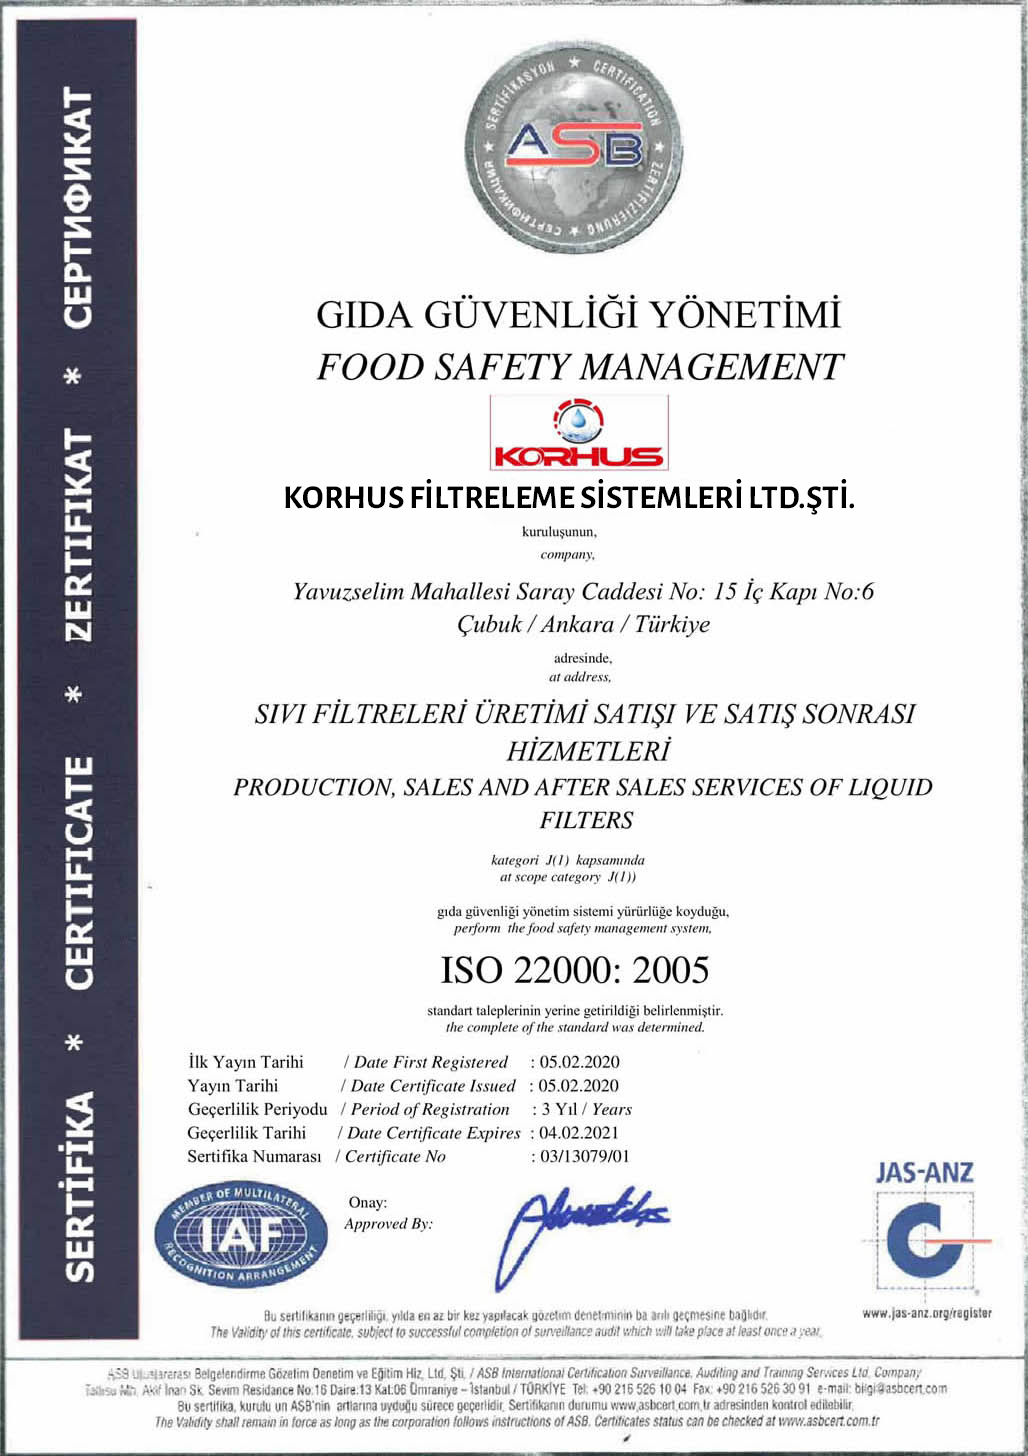 СЕРТИФИКАТ
ZERTIFIKAT
CERTIFICATE
SERTİFİKA
SERTİFİKASYON ★ CERTIFICATION ★ ZERTIFIZIERUNG ★ СЕРТИФИКАЦИЯ ★
ASB
GIDA GÜVENLİĞİ YÖNETİMİ
FOOD SAFETY MANAGEMENT
KORHUS
KORHUS FİLTRELEME SİSTEMLERİ LTD.ŞTİ.
kuruluşunun,
company,
Yavuzselim Mahallesi Saray Caddesi No: 15 İç Kapı No:6
Çubuk / Ankara / Türkiye
adresinde,
at address,
SIVI FİLTRELERİ ÜRETİMİ SATIŞI VE SATIŞ SONRASI
HİZMETLERİ
PRODUCTION, SALES AND AFTER SALES SERVICES OF LIQUID
FILTERS
kategori J(1) kapsamında
at scope category J(1))
gıda güvenliği yönetim sistemi yürürlüğe koyduğu,
perform the food safety management system,
ISO 22000: 2005
standart taleplerinin yerine getirildiği belirlenmiştir.
the complete of the standard was determined.
İlk Yayın Tarihi / Date First Registered : 05.02.2020
Yayın Tarihi / Date Certificate Issued : 05.02.2020
Geçerlilik Periyodu / Period of Registration : 3 Yıl / Years
Geçerlilik Tarihi / Date Certificate Expires : 04.02.2021
Sertifika Numarası / Certificate No : 03/13079/01
MEMBER OF MULTILATERAL
IAF
RECOGNITION ARRANGEMENT
Onay:
Approved By:
JAS-ANZ
www.jas-anz.org/register
Bu sertifikanın geçerliliği, yılda en az bir kez yapılacak gözetim denetiminin ba arılı geçmesine bağlıdır.
The Validity of this certificate, subject to successful completion of surveillance audit which will take place at least once a year.
ASB Uluslararası Belgelendirme Gözetim Denetim ve Eğitim Hiz. Ltd. Şti. / ASB International Certification Surveillance, Auditing and Training Services Ltd. Company
Mh. Akif İnan Sk. Sevim Residance No:16 Daire:13 Kat:06 Ümraniye – İstanbul / TÜRKİYE Tel: +90 216 526 10 04 Fax: +90 216 526 30 91 e-mail: bilgi@asbcert.com
Bu sertifika, kurulu un ASB'nin artlarına uyduğu sürece geçerlidir. Sertifikanın durumu www.asbcert.com.tr adresinden kontrol edilebilir.
The Validity shall remain in force as long as the corporation follows instructions of ASB. Certificates status can be checked at www.asbcert.com.tr